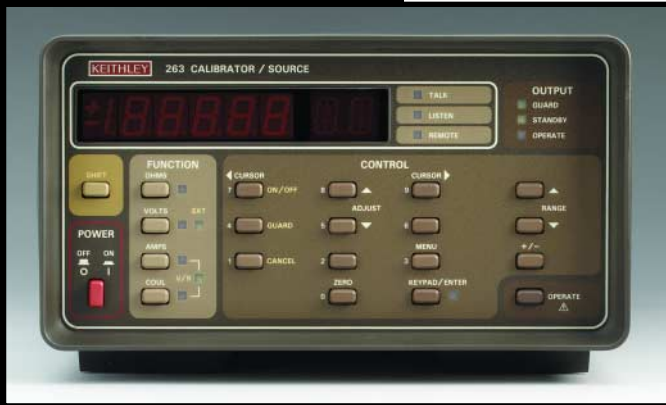 KEITHLEY 263 CALIBRATOR / SOURCE
TALK
LISTEN
REMOTE
OUTPUT
GUARD
STANDBY
OPERATE
SHIFT
POWER
OFF ON
O I
FUNCTION
OHMS
VOLTS EXT
AMPS
V/R
COUL
CONTROL
CURSOR
7 ON/OFF
4 GUARD
1 CANCEL
8
ADJUST
5
2
ZERO
0
CURSOR
9
6
MENU
3
KEYPAD/ENTER
RANGE
+/−
OPERATE